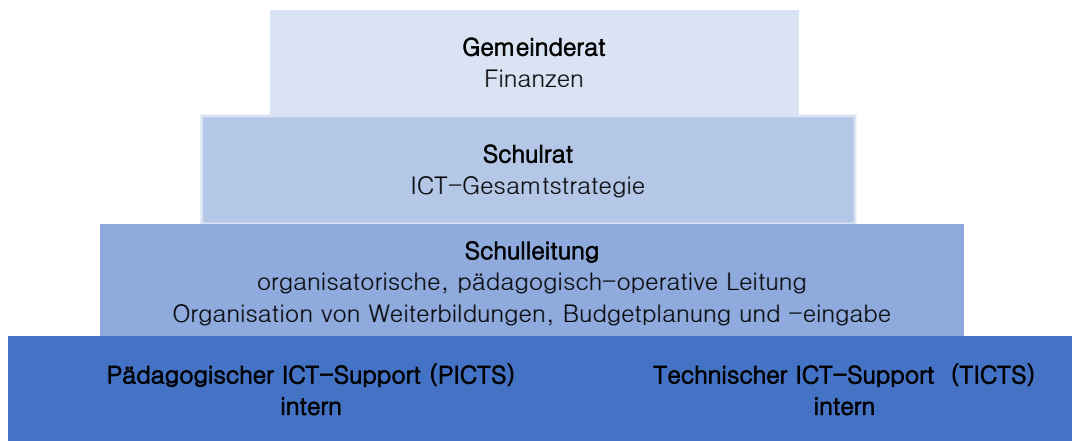 Gemeinderat
Finanzen
Schulrat
ICT-Gesamtstrategie
Schulleitung
organisatorische, pädagogisch-operative Leitung
Organisation von Weiterbildungen, Budgetplanung und -eingabe
Pädagogischer ICT-Support (PICTS)
intern
Technischer ICT-Support (TICTS)
intern